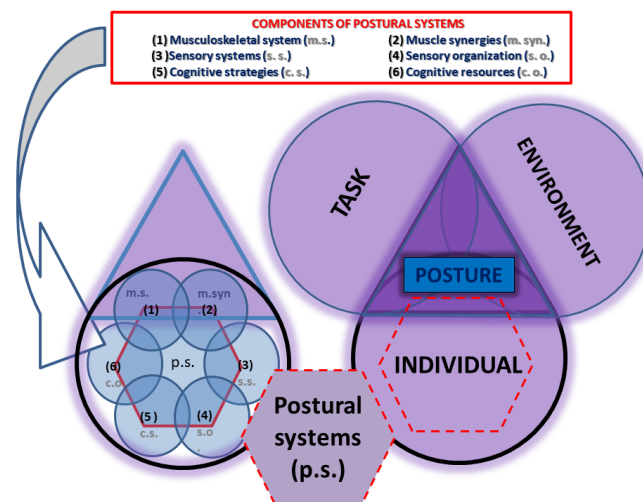 COMPONENTS OF POSTURAL SYSTEMS
(1) Musculoskeletal system (m.s.) (2) Muscle synergies (m. syn.)
(3) Sensory systems (s. s.) (4) Sensory organization (s. o.)
(5) Cognitive strategies (c. s.) (6) Cognitive resources (c. o.)
TASK
ENVIRONMENT
POSTURE
INDIVIDUAL
m.s. m.syn
.
(1) (2)
(6) p.s. (3)
c.o. s.s.
(5 ) (4)
c.s. s.o
.
Postural
systems
(p.s.)